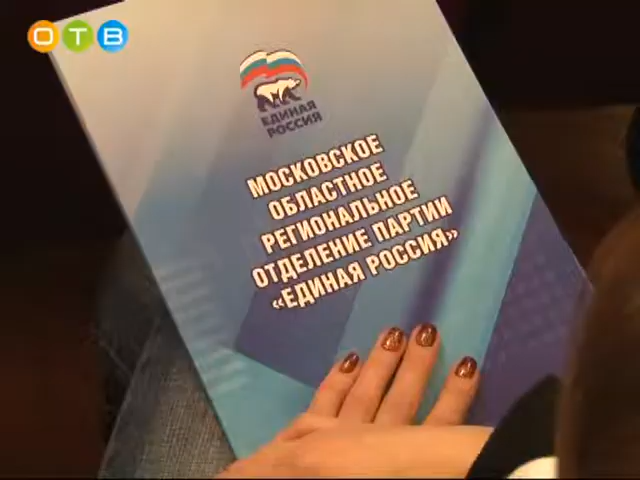 ОТВ
ЕДИНАЯ
РОССИЯ
МОСКОВСКОЕ
ОБЛАСТНОЕ
РЕГИОНАЛЬНОЕ
ОТДЕЛЕНИЕ ПАРТИИ
«ЕДИНАЯ РОССИЯ»